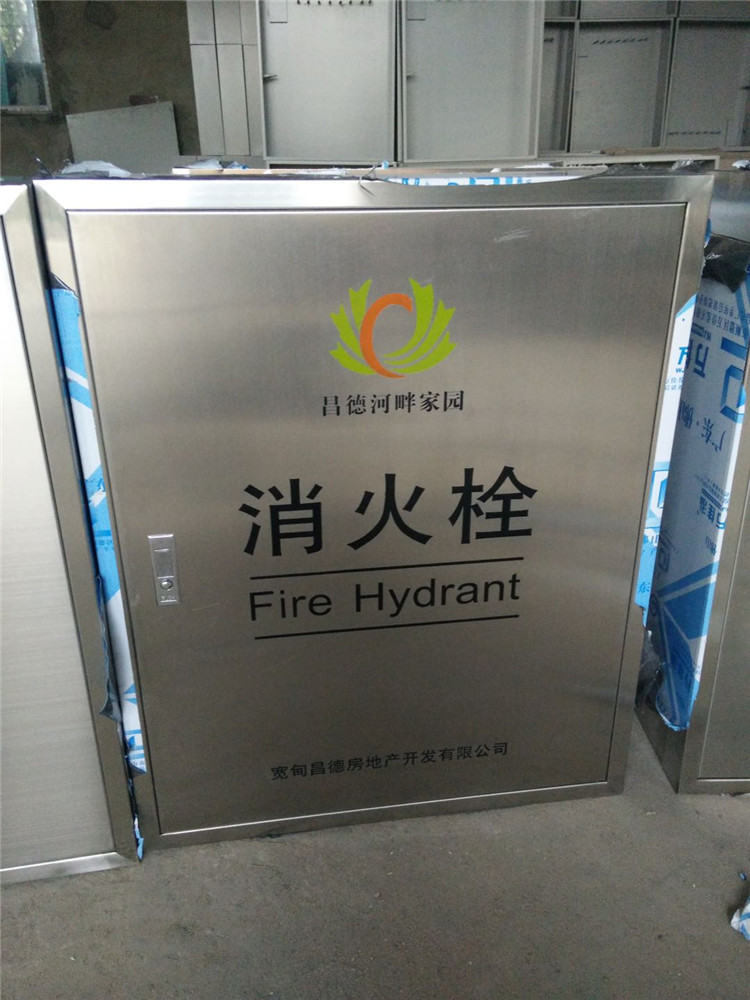 昌德河畔家园
消火栓
Fire Hydrant
宽甸昌德房地产开发有限公司